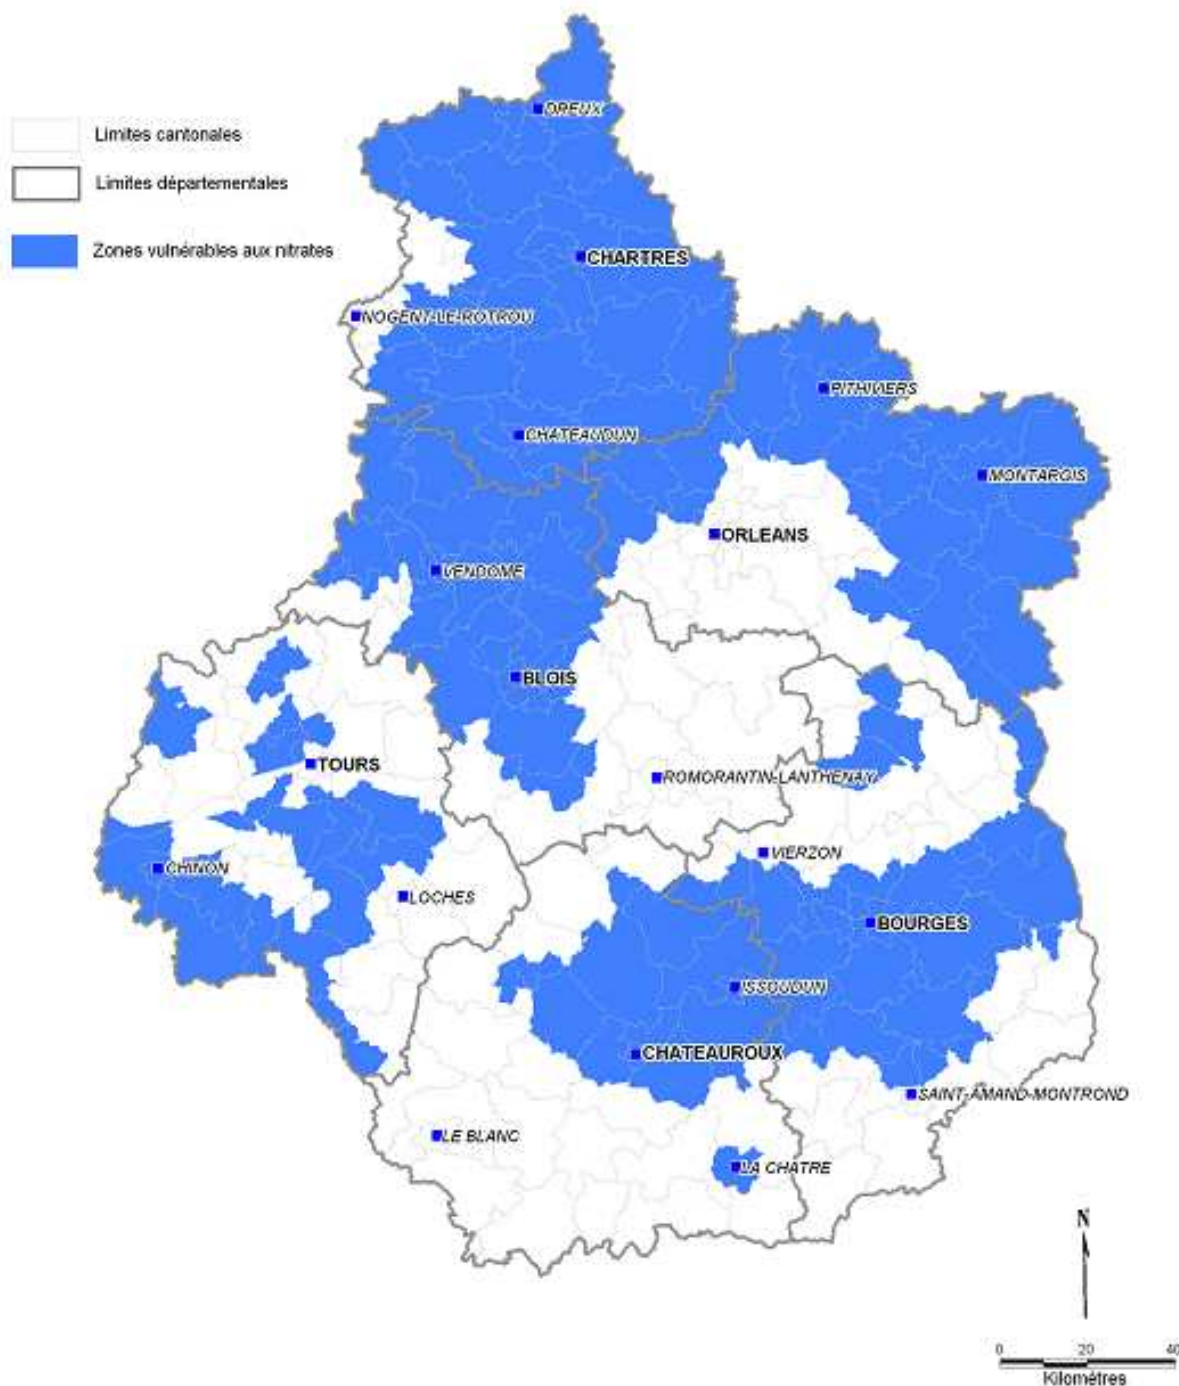 DREUX
Limites cantonales
Limites départementales
Zones vulnérables aux nitrates
CHARTRES
NOGENT-LE-ROTROU
PITHIVIERS
CHATEAUDUN
MONTARGIS
ORLEANS
VENDOME
BLOIS
TOURS
ROMORANTIN-LANTHENAY
VIERZON
CHINON
LOCHES
BOURGES
ISSOUDUN
CHATEAUROUX
SAINT-AMAND-MONTROND
LE BLANC
LA CHATRE
N
0 20 40
Kilométres